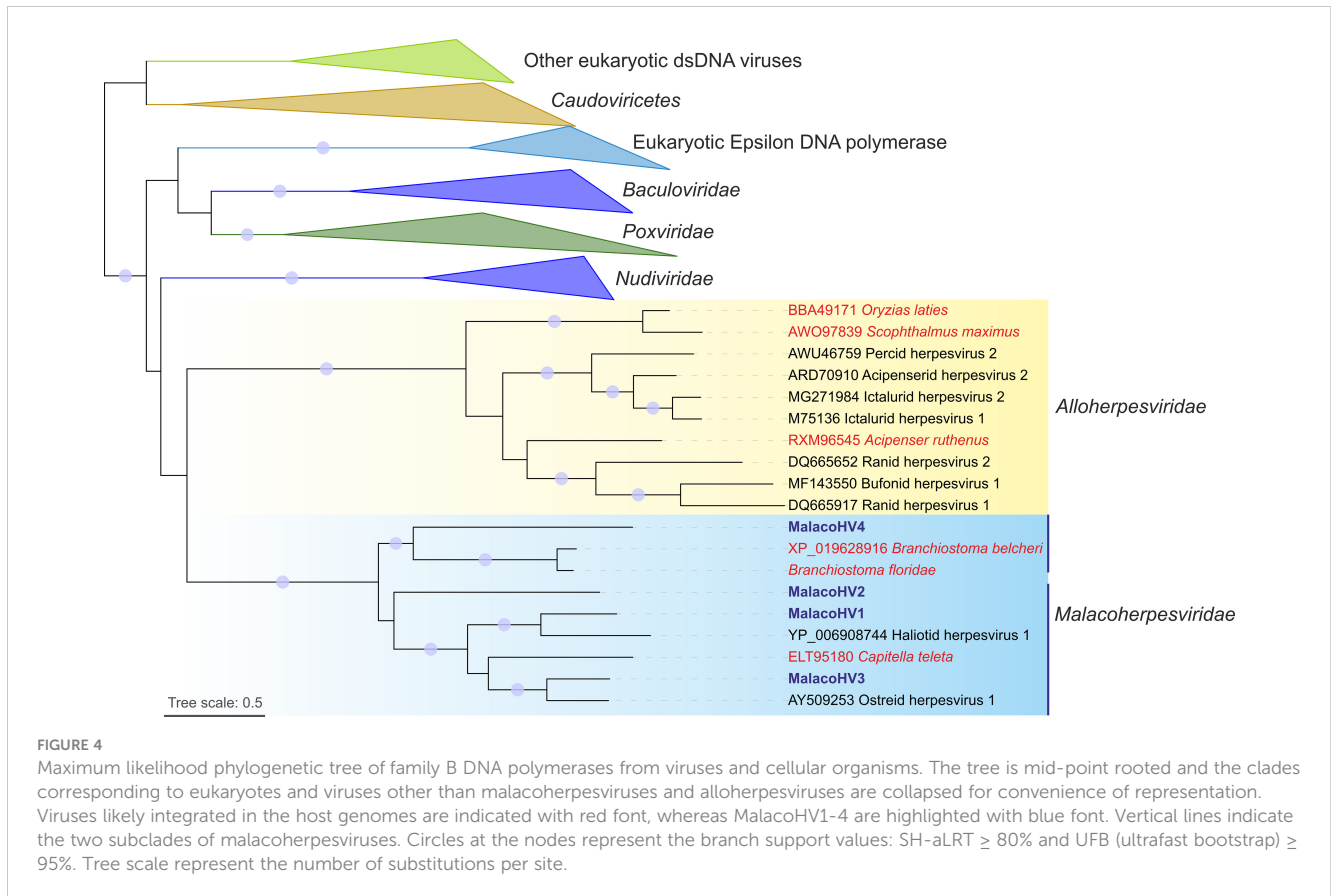 Other eukaryotic dsDNA viruses
Caudoviricetes
Eukaryotic Epsilon DNA polymerase
Baculoviridae
Poxviridae
Nudiviridae
BBA49171 Oryzias laties
AWO97839 Scophthalmus maximus
AWU46759 Percid herpesvirus 2
ARD70910 Acipenserid herpesvirus 2
MG271984 Ictalurid herpesvirus 2
M75136 Ictalurid herpesvirus 1
RXM96545 Acipenser ruthenus
DQ665652 Ranid herpesvirus 2
MF143550 Bufonid herpesvirus 1
DQ665917 Ranid herpesvirus 1
Alloherpesviridae
MalacoHV4
XP_019628916 Branchiostoma belcheri
Branchiostoma floridae
MalacoHV2
MalacoHV1
YP_006908744 Haliotid herpesvirus 1
ELT95180 Capitella teleta
MalacoHV3
AY509253 Ostreid herpesvirus 1
Malacoherpesviridae
Tree scale: 0.5
FIGURE 4
Maximum likelihood phylogenetic tree of family B DNA polymerases from viruses and cellular organisms. The tree is mid-point rooted and the clades
corresponding to eukaryotes and viruses other than malacoherpesviruses and alloherpesviruses are collapsed for convenience of representation.
Viruses likely integrated in the host genomes are indicated with red font, whereas MalacoHV1-4 are highlighted with blue font. Vertical lines indicate
the two subclades of malacoherpesviruses. Circles at the nodes represent the branch support values: SH-aLRT ≥ 80% and UFB (ultrafast bootstrap) ≥
95%. Tree scale represent the number of substitutions per site.